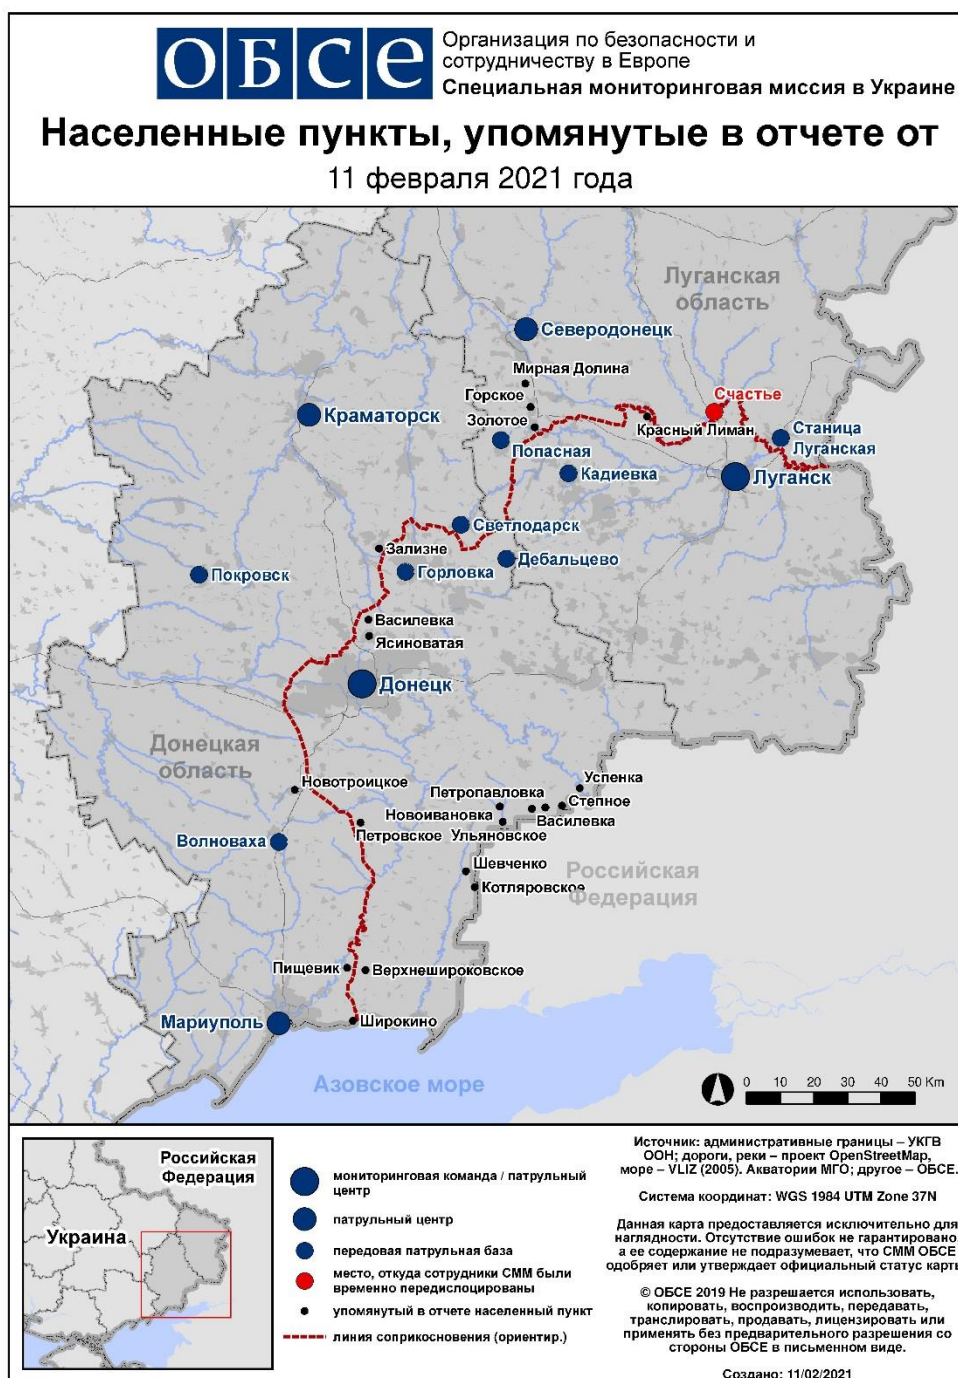 ОБСЕ
Организация по безопасности и
сотрудничеству в Европе
Специальная мониторинговая миссия в Украине
Населенные пункты, упомянутые в отчете от
11 февраля 2021 года
Луганская
область
Северодонецк
Мирная Долина
Горское
Золотое
Счастье
Краматорск
Красный Лиман
Станица
Луганская
Попасная
Кадиевка
Луганск
Светлодарск
Зализне
Дебальцево
Покровск
Горловка
Василевка
Ясиноватая
Донецк
Донецкая
область
Новотроицкое
Успенка
Петропавловка
Степное
Новоивановка
Василевка
Петровское
Ульяновское
Волноваха
Шевченко
Котляровское
Российская
Федерация
Пищевик
Верхнешироковское
Мариуполь
Широкино
Азовское море
0 10 20 30 40 50 Km
Российская
Федерация
Украина
мониторинговая команда / патрульный
центр
патрульный центр
передовая патрульная база
место, откуда сотрудники СММ были
временно передислоцированы
упомянутый в отчете населенный пункт
линия соприкосновения (ориентир.)
Источник: административные границы – УКГВ
ООН; дороги, реки – проект OpenStreetMap,
море – VLIZ (2005). Акватории МГО; другое – ОБСЕ.
Система координат: WGS 1984 UTM Zone 37N
Данная карта предоставляется исключительно для
наглядности. Отсутствие ошибок не гарантировано,
а ее содержание не подразумевает, что СММ ОБСЕ
одобряет или утверждает официальный статус карты
© ОБСЕ 2019 Не разрешается использовать,
копировать, воспроизводить, передавать,
транслировать, продавать, лицензировать или
применять без предварительного разрешения со
стороны ОБСЕ в письменном виде.
Создано: 11/02/2021